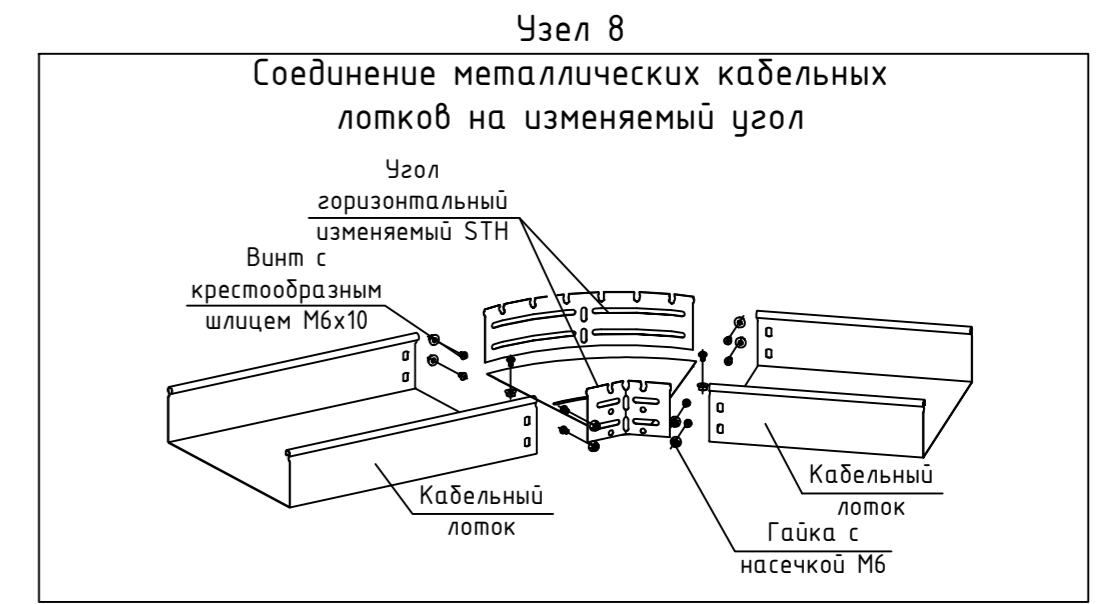 Узел 8
Соединение металлических кабельных
лотков на изменяемый угол
Угол
горизонтальный
изменяемый STH
Винт с
крестообразным
шлицем М6х10
Кабельный
лоток
Кабельный
лоток
Гайка с
насечкой М6